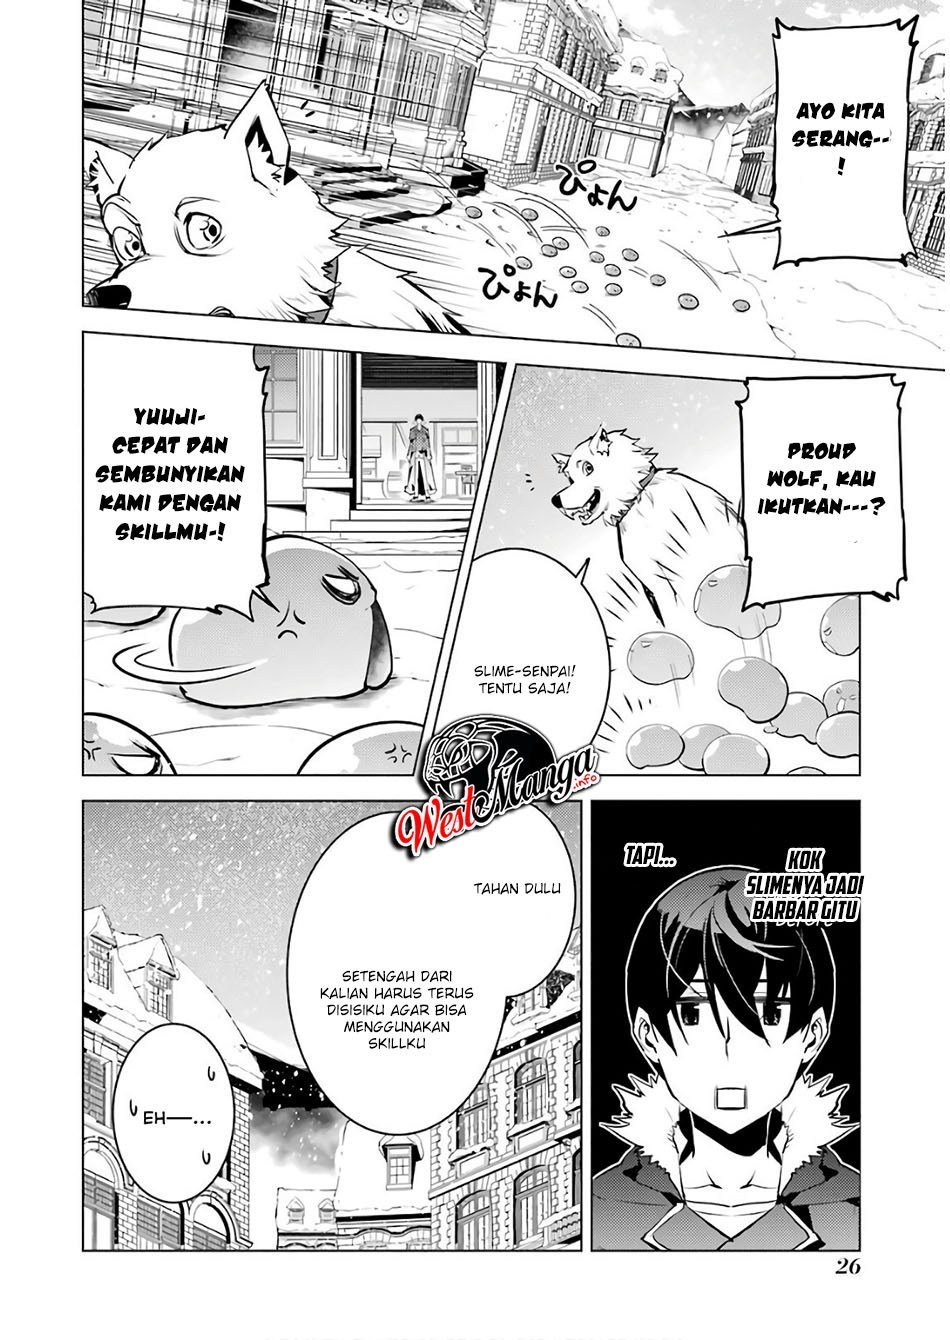 AYO KITA
SERANG--
!
ぴょん
ぴょん
PROUD
WOLF, KAU
IKUTKAN---?
SLIME-SENPAI!
TENTU SAJA!
YUUJI-
CEPAT DAN
SEMBUNYIKAN
KAMI DENGAN
SKILLMU-!
WestManga
.info
TAPI...
KOK
SLIMENYA JADI
BARBAR GITU
TAHAN DULU
SETENGAH DARI
KALIAN HARUS TERUS
DISISIKU AGAR BISA
MENGGUNAKAN
SKILLKU
EH—...
26